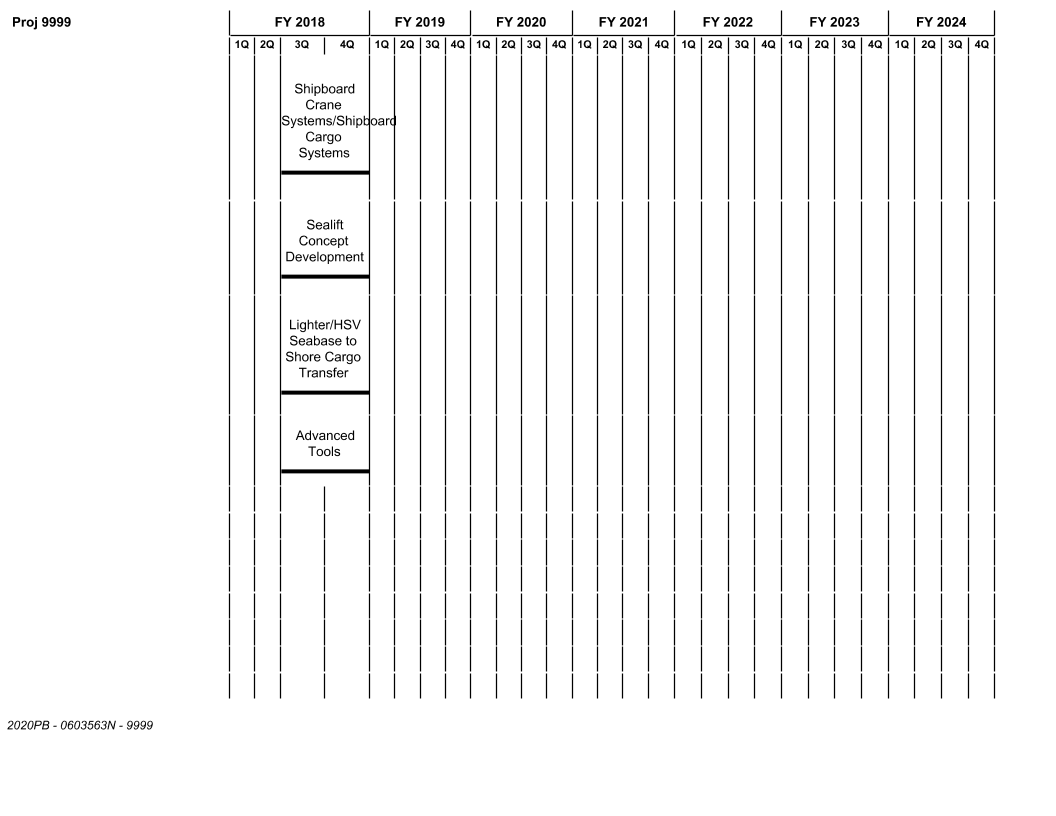 Proj 9999
FY 2018 FY 2019 FY 2020 FY 2021 FY 2022 FY 2023 FY 2024
1Q 2Q 3Q 4Q 1Q 2Q 3Q 4Q 1Q 2Q 3Q 4Q 1Q 2Q 3Q 4Q 1Q 2Q 3Q 4Q 1Q 2Q 3Q 4Q 1Q 2Q 3Q 4Q
Shipboard
Crane
Systems/Shipboard
Cargo
Systems
Sealift
Concept
Development
Lighter/HSV
Seabase to
Shore Cargo
Transfer
Advanced
Tools
2020PB - 0603563N - 9999